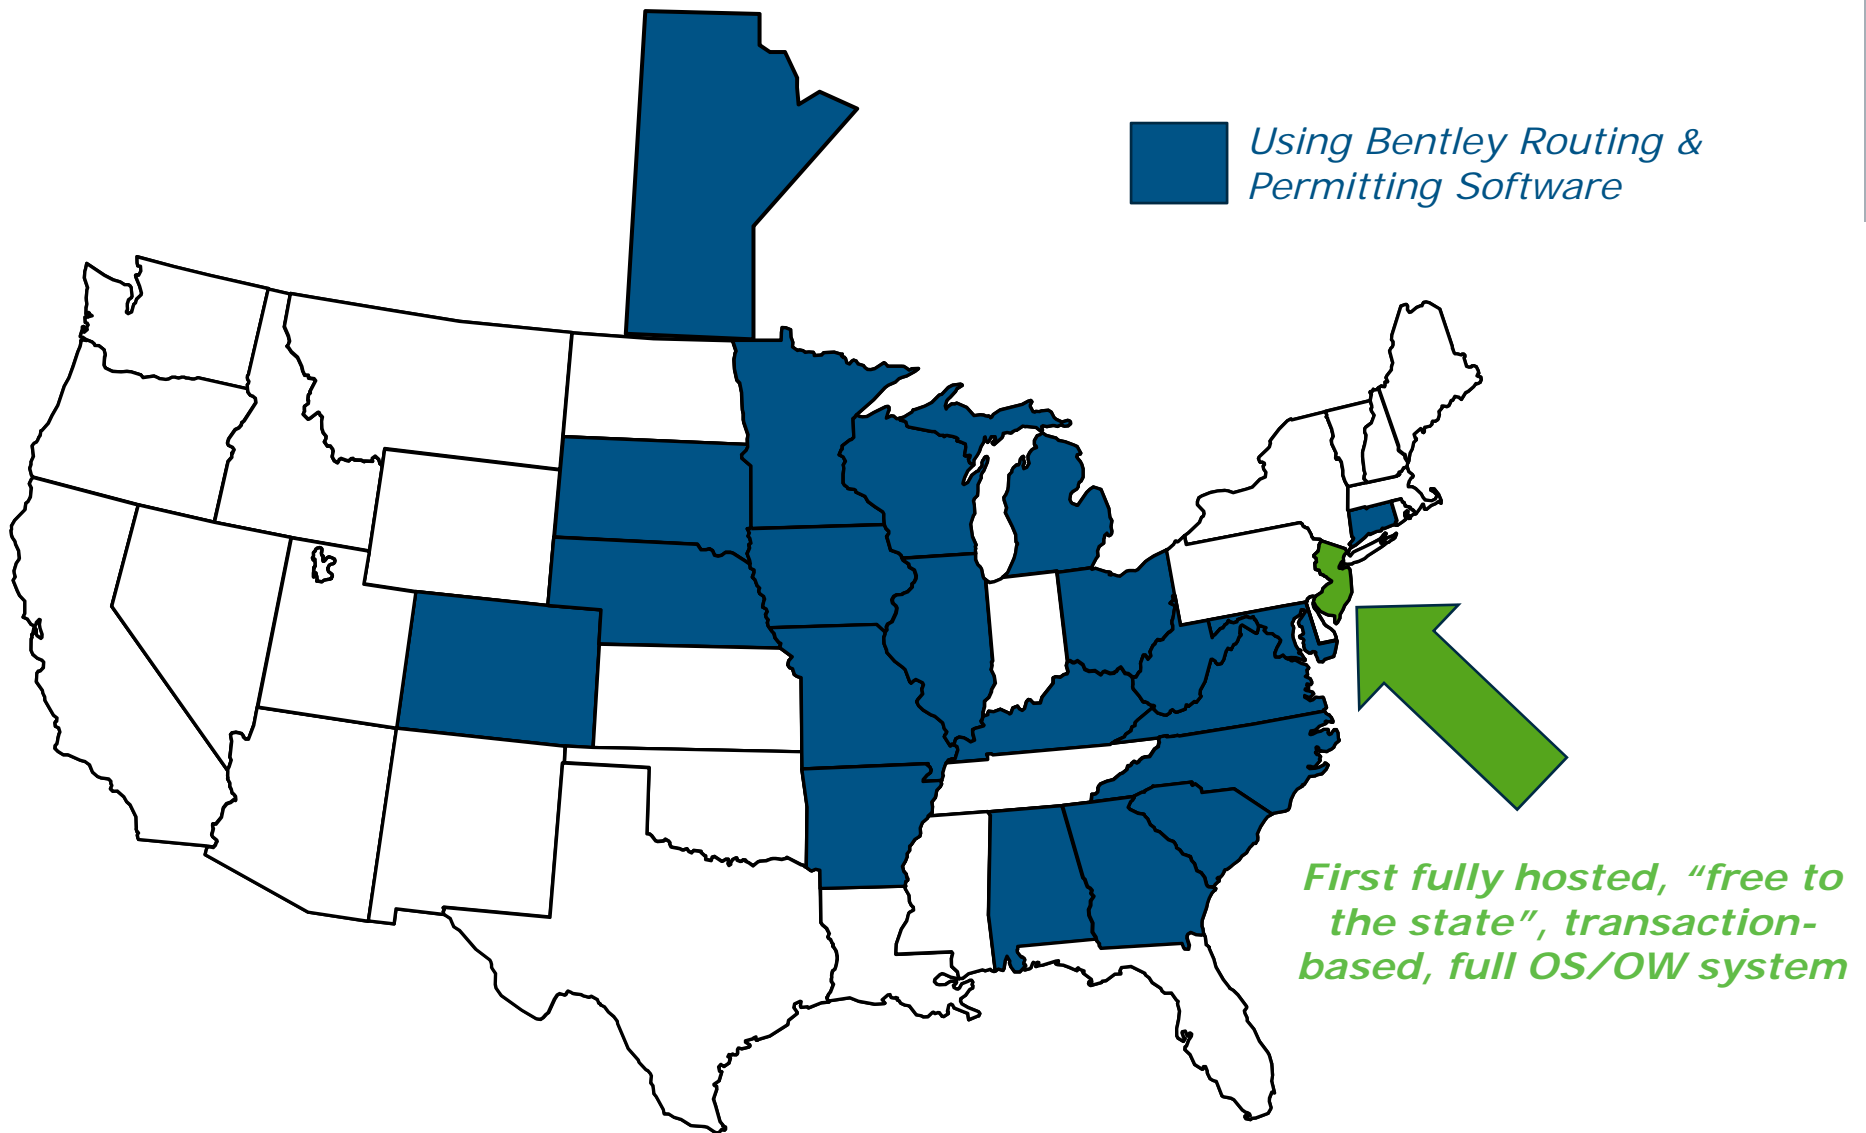 Using Bentley Routing &
Permitting Software
First fully hosted, “free to
the state”, transaction-
based, full OS/OW system